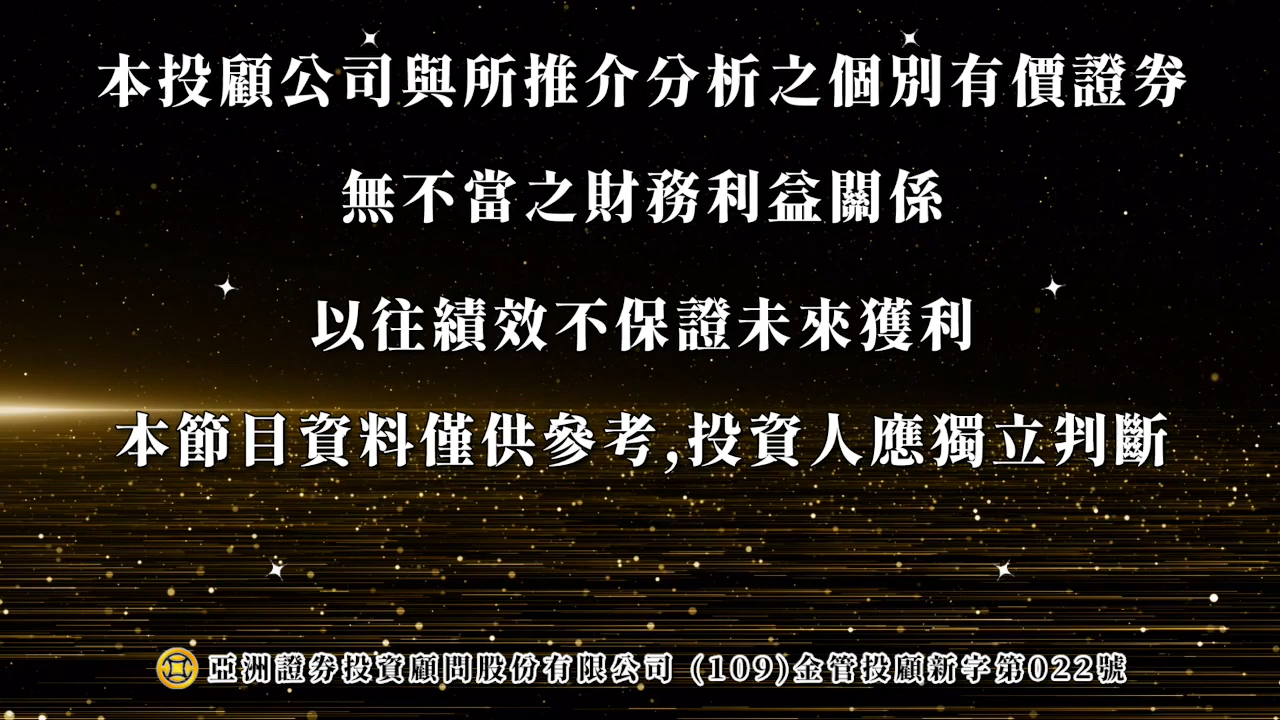 本投顧公司與所推介分析之個別有價證券
無不當之財務利益關係
以往績效不保證未來獲利
本節目資料僅供參考,投資人應獨立判斷
亞洲證券投資顧問股份有限公司 (109)金管投顧新字第022號